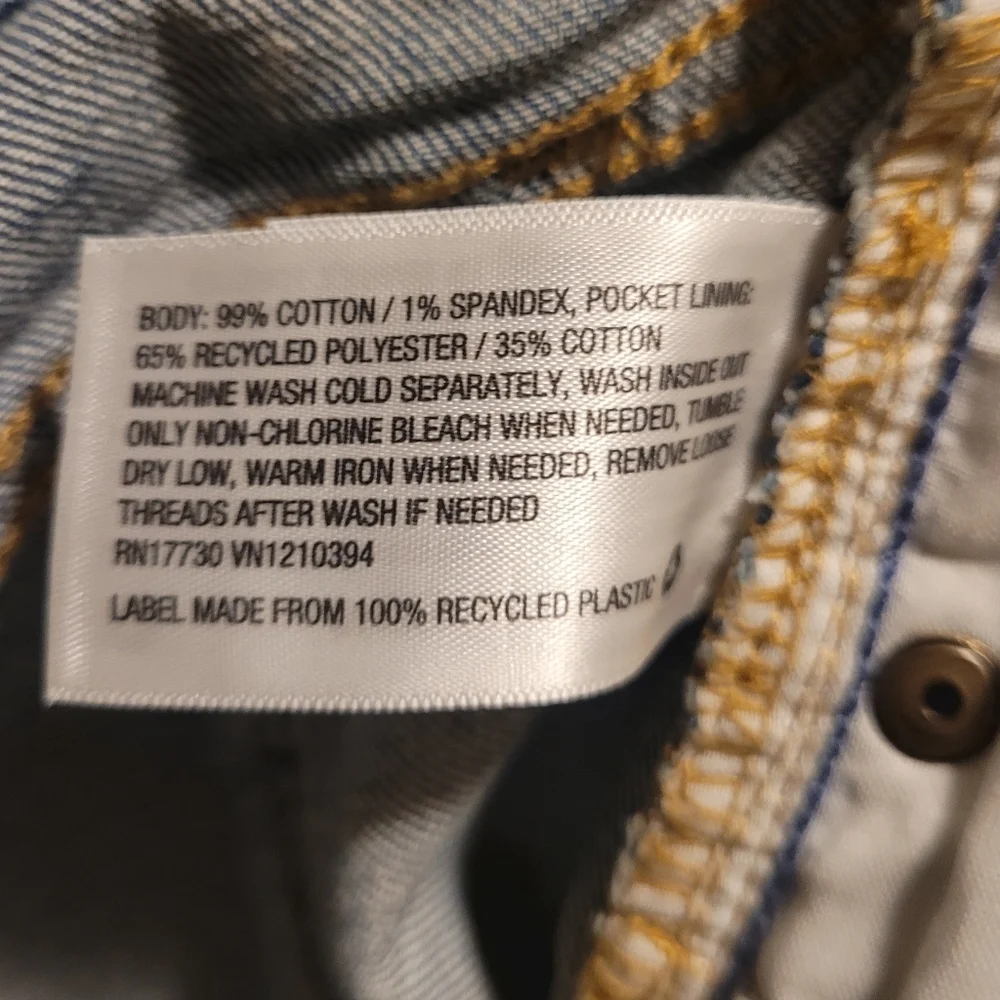 BODY: 99% COTTON / 1% SPANDEX, POCKET LINING:
65% RECYCLED POLYESTER / 35% COTTON
MACHINE WASH COLD SEPARATELY, WASH INSIDE OUT
ONLY NON-CHLORINE BLEACH WHEN NEEDED, TUMBLE
DRY LOW, WARM IRON WHEN NEEDED, REMOVE LOOSE
THREADS AFTER WASH IF NEEDED
RN17730 VN1210394
LABEL MADE FROM 100% RECYCLED PLASTIC